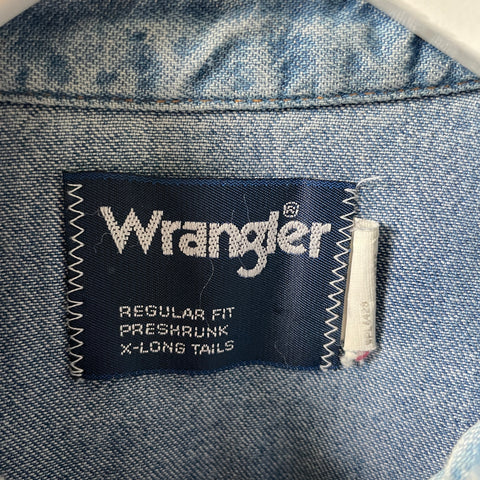 Wrangler®
REGULAR FIT
PRESHRUNK
X-LONG TAILS